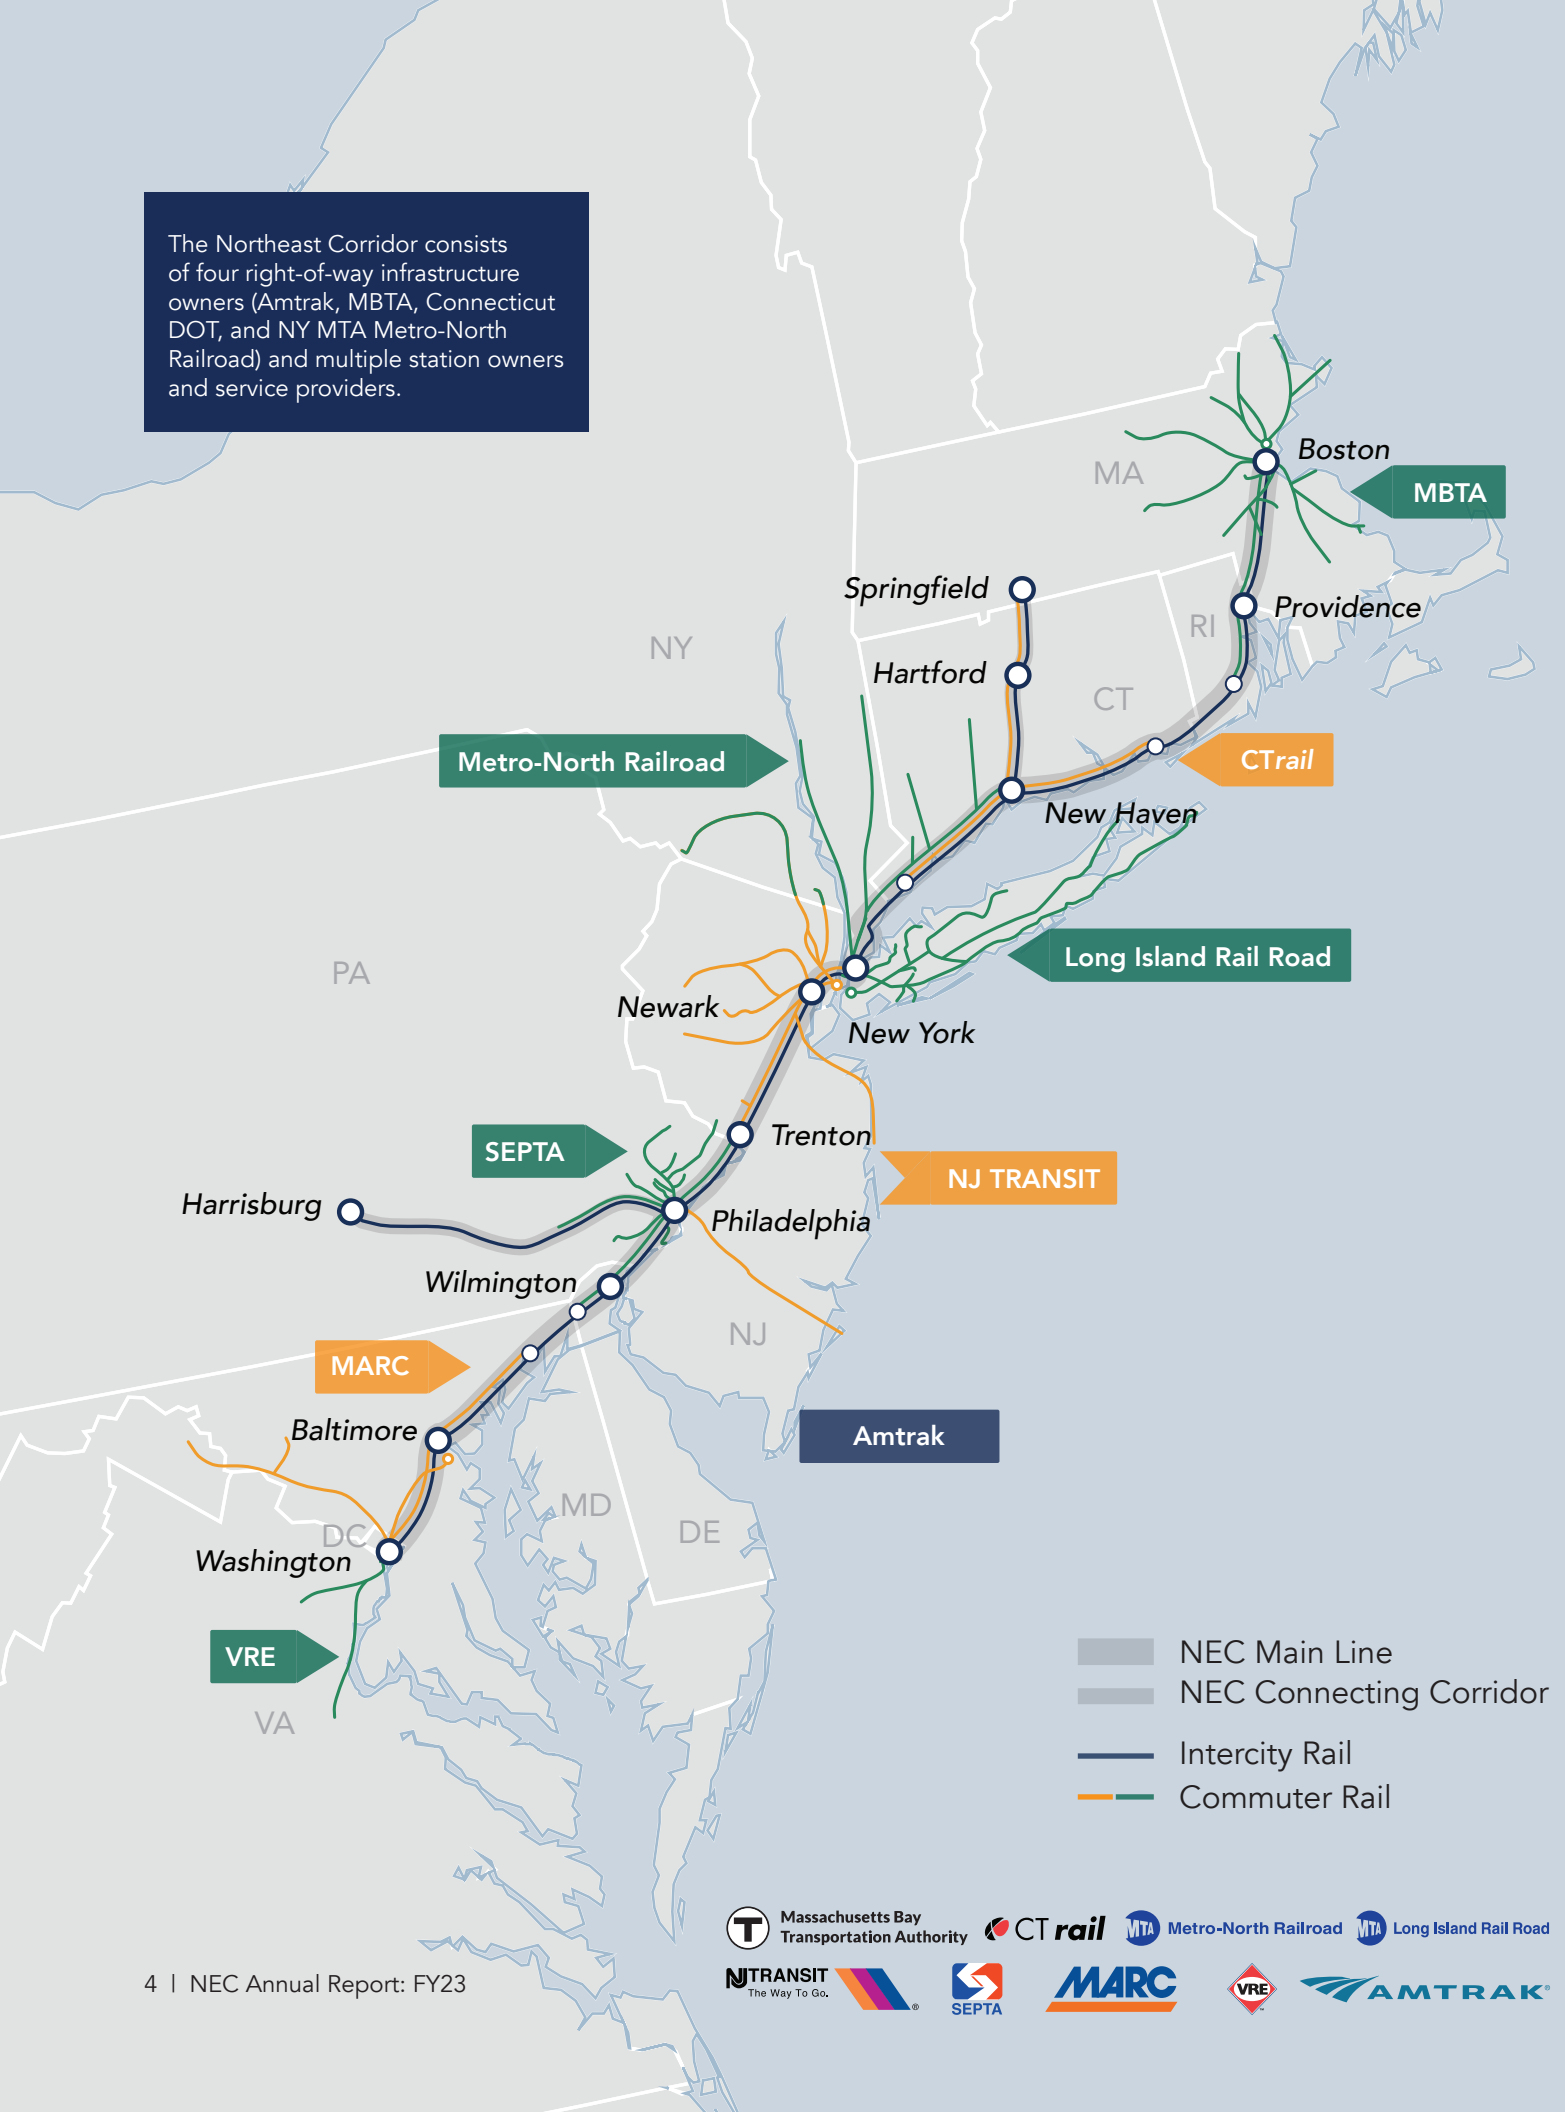 The Northeast Corridor consists
of four right-of-way infrastructure
owners (Amtrak, MBTA, Connecticut
DOT, and NY MTA Metro-North
Railroad) and multiple station owners
and service providers.
Boston
MA
MBTA
Springfield
Providence
RI
NY
Hartford
CT
Metro-North Railroad
CTrail
New Haven
Long Island Rail Road
PA
Newark
New York
Trenton
SEPTA
NJ TRANSIT
Harrisburg
Philadelphia
Wilmington
NJ
MARC
Baltimore
Amtrak
MD
DE
DC
Washington
VRE
VA
NEC Main Line
NEC Connecting Corridor
Intercity Rail
Commuter Rail
T
Massachusetts Bay
Transportation Authority
CT rail
MTA
Metro-North Railroad
MTA
Long Island Rail Road
NJ TRANSIT
The Way To Go.
®
SEPTA
MARC
VRE
AMTRAK®
4 | NEC Annual Report: FY23